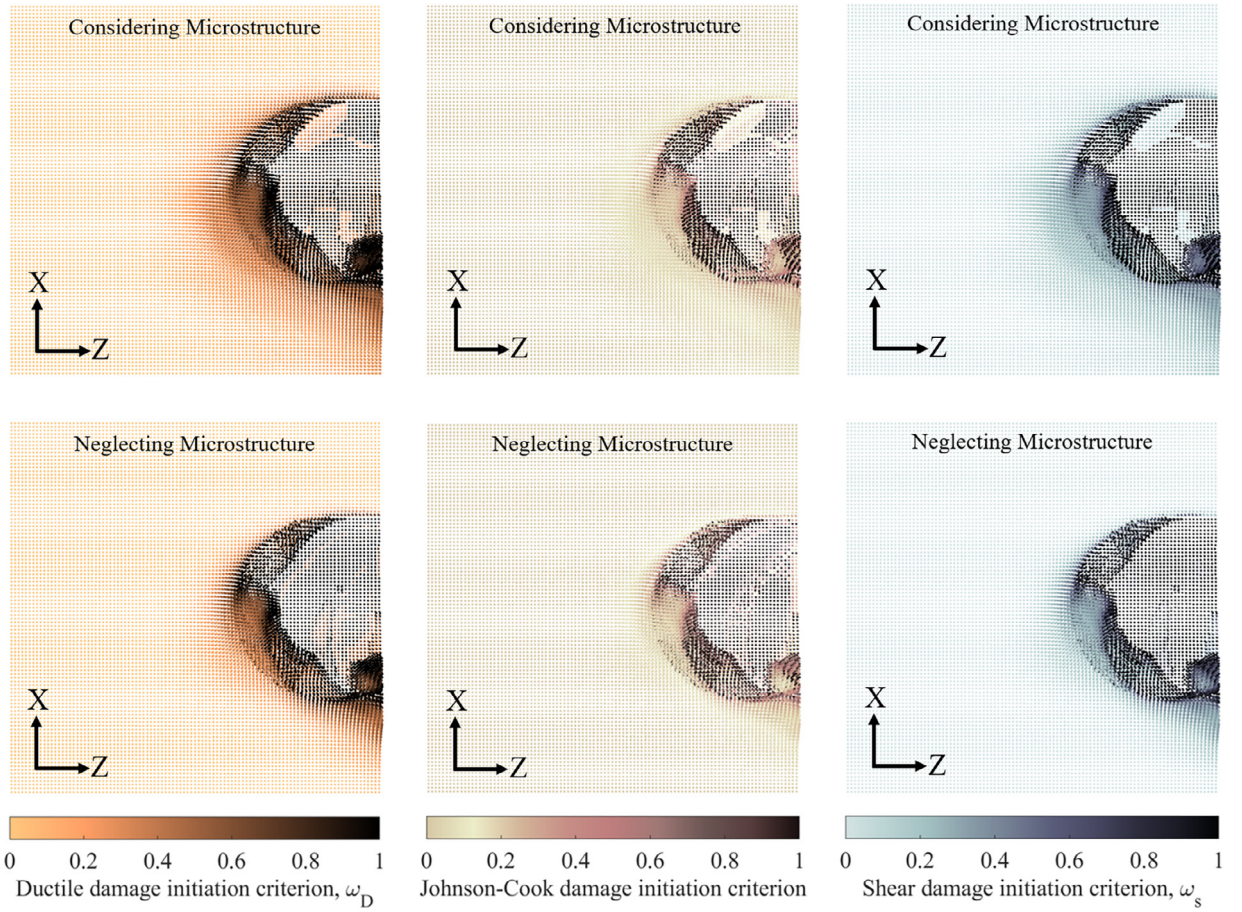 Considering Microstructure
Considering Microstructure
Considering Microstructure
X
Z
X
Z
X
Z
Neglecting Microstructure
Neglecting Microstructure
Neglecting Microstructure
X
Z
X
Z
X
Z
0 0.2 0.4 0.6 0.8 1
Ductile damage initiation criterion, ω_D
0 0.2 0.4 0.6 0.8 1
Johnson-Cook damage initiation criterion
0 0.2 0.4 0.6 0.8 1
Shear damage initiation criterion, ω_s